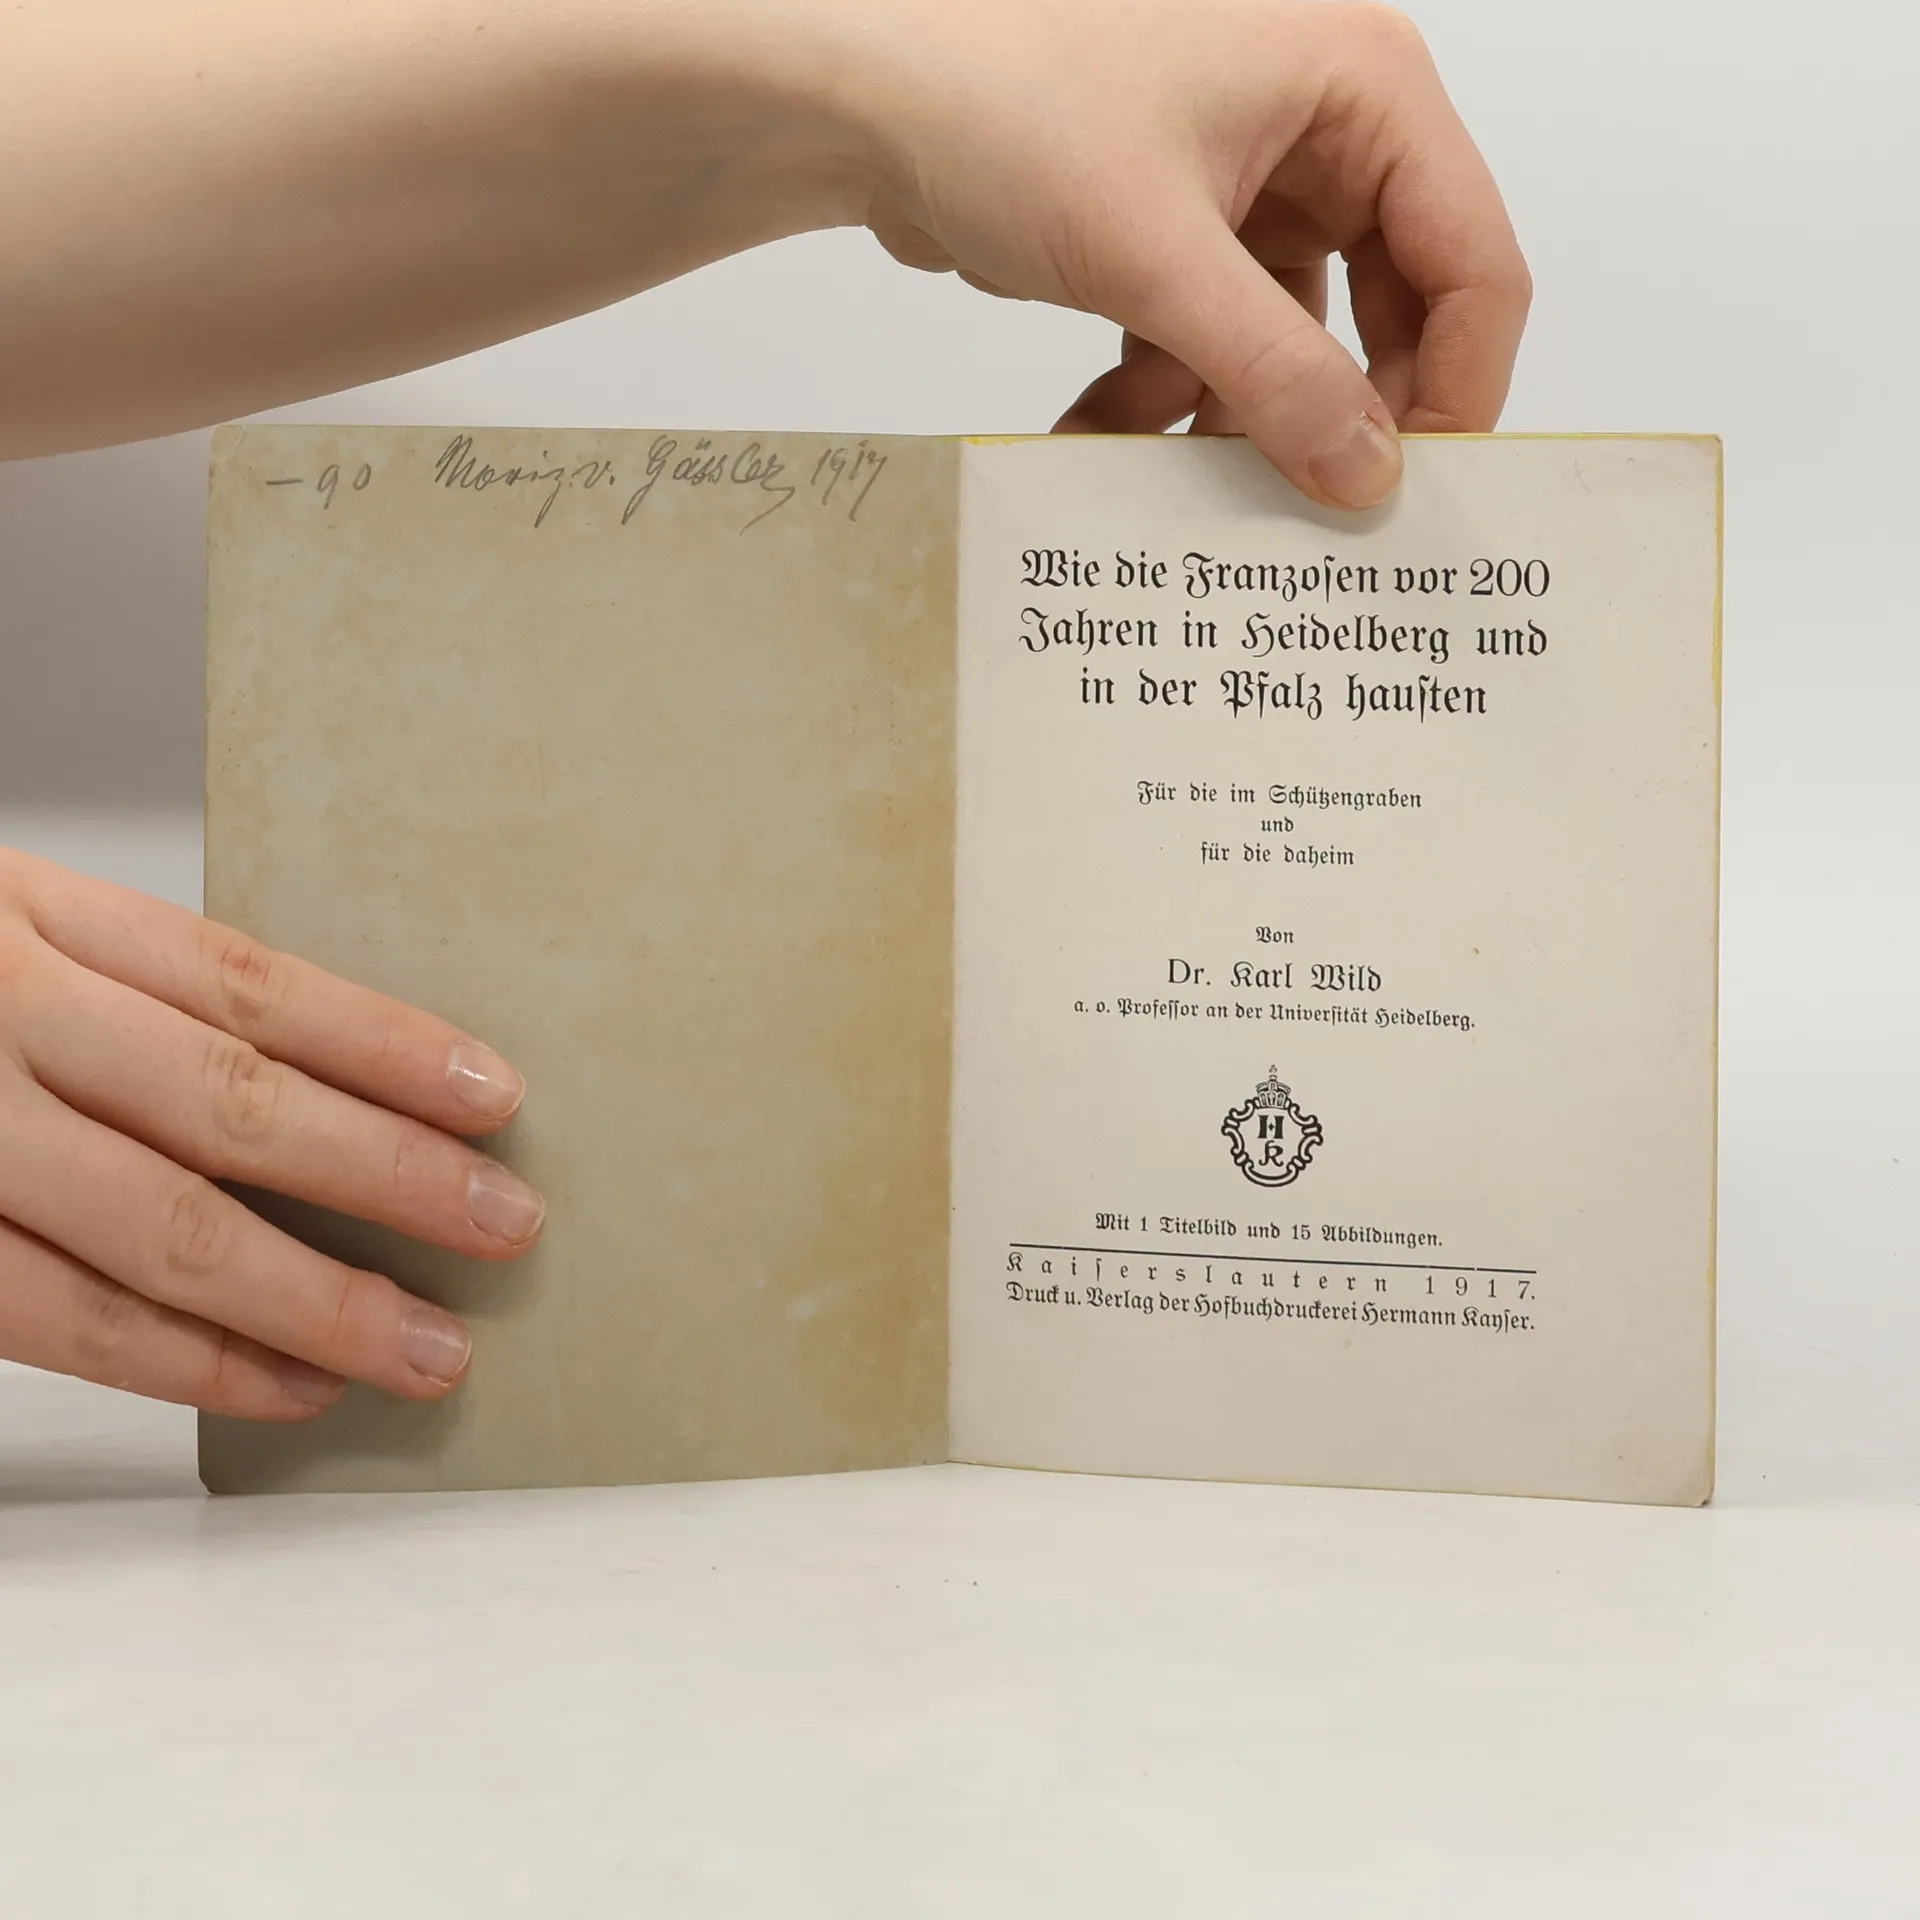 -90 Moriz v. Gässler, 1917
Wie die Franzosen vor 200
Jahren in Heidelberg und
in der Pfalz hausten
Für die im Schützengraben
und
für die daheim
Von
Dr. Karl Wild
a. o. Professor an der Universität Heidelberg.
H
K
Mit 1 Titelbild und 15 Abbildungen.
Kaiserslautern 1917.
Druck u. Verlag der Hofbuchdruckerei Hermann Kayser.